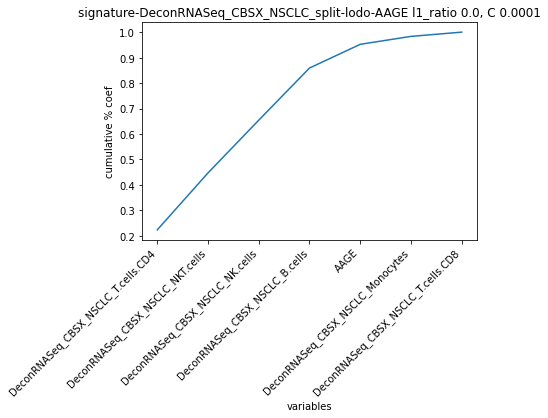 signature-DeconRNASeq_CBSX_NSCLC_split-lodo-AAGE l1_ratio 0.0, C 0.0001
cumulative % coef
1.0
0.9
0.8
0.7
0.6
0.5
0.4
0.3
0.2
DeconRNASeq_CBSX_NSCLC_T.cells.CD4
DeconRNASeq_CBSX_NSCLC_NKT.cells
DeconRNASeq_CBSX_NSCLC_NK.cells
DeconRNASeq_CBSX_NSCLC_B.cells
AAGE
DeconRNASeq_CBSX_NSCLC_Monocytes
DeconRNASeq_CBSX_NSCLC_T.cells.CD8
variables